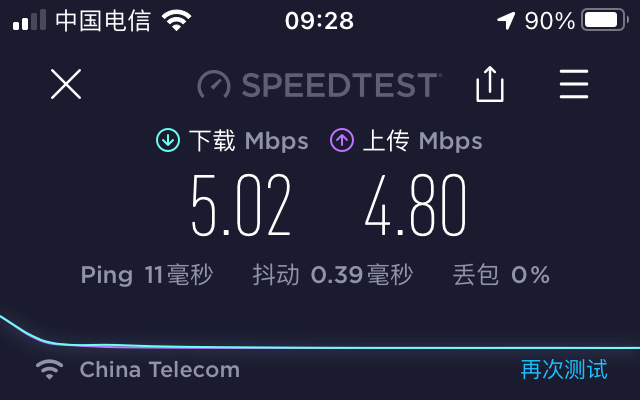 中国电信 09:28 90%
SPEEDTEST
下载 Mbps 上传 Mbps
5.02 4.80
Ping 11毫秒 抖动 0.39毫秒 丢包 0%
China Telecom 再次测试